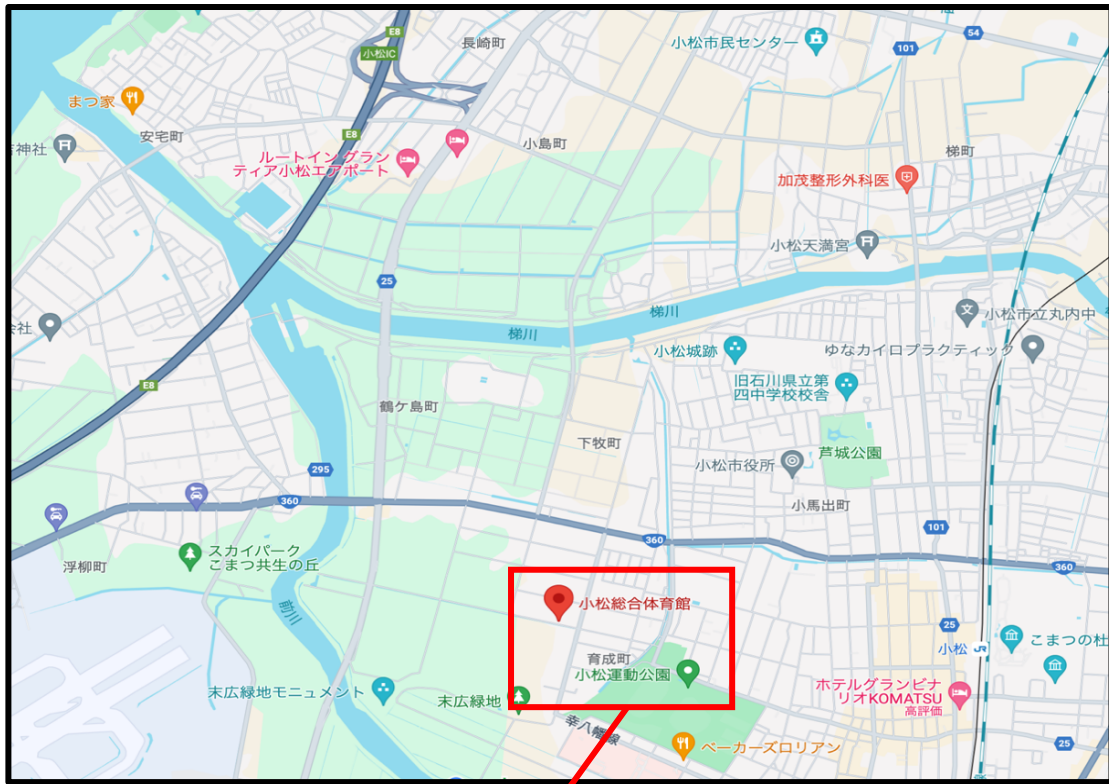 E8
小松IC
長崎町
小松市民センター
54
101
まつ家
安宅町
E8
小島町
神社
ルートイン グラン
ティア小松エアポート
梯町
加茂整形外科医
小松天満宮
25
梯川
梯川
小松市立丸内中
会社
小松城跡
ゆなカイロプラクティック
旧石川県立第
四中学校校舎
E8
鶴ケ島町
下牧町
芦城公園
295
小松市役所
360
小馬出町
101
360
360
スカイパーク
こまつ共生の丘
浮柳町
前川
小松総合体育館
25
こまつの杜
小松
JR
育成町
小松運動公園
末広緑地モニュメント
末広緑地
ホテルグランビナ
リオKOMATSU
高評価
幸八幡線
ベーカーズロリアン
25